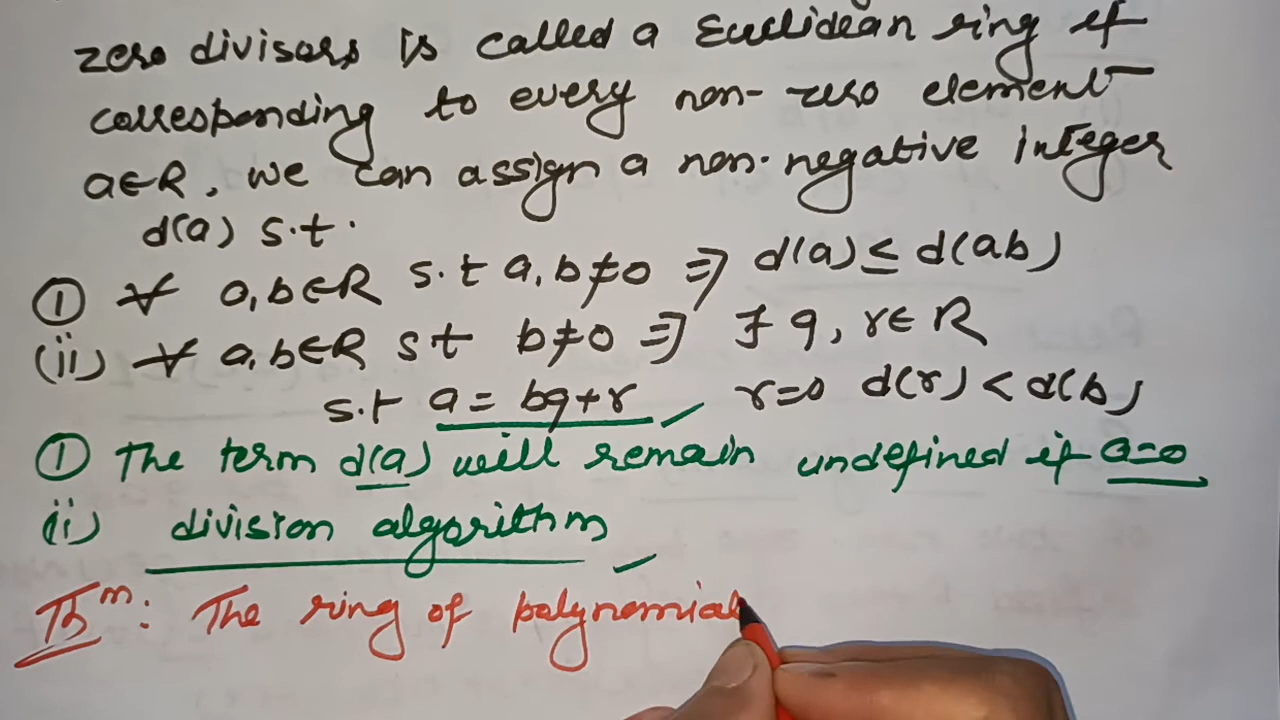 zero divisors is called a Euclidean ring if
corresponding to every non-zero element
a∈R, we can assign a non-negative integer
d(a) s.t.
① ∀ a,b∈R s.t a,b≠0 ⇒ d(a) ≤ d(ab)
(ii) ∀ a,b∈R st b≠0 ⇒ ∃ q, r∈R
s.t a = bq+r r=0 d(r) < d(b)
① The term d(a) will remain undefined if a=0
(ii) division algorithm
Thm: The ring of polynomial